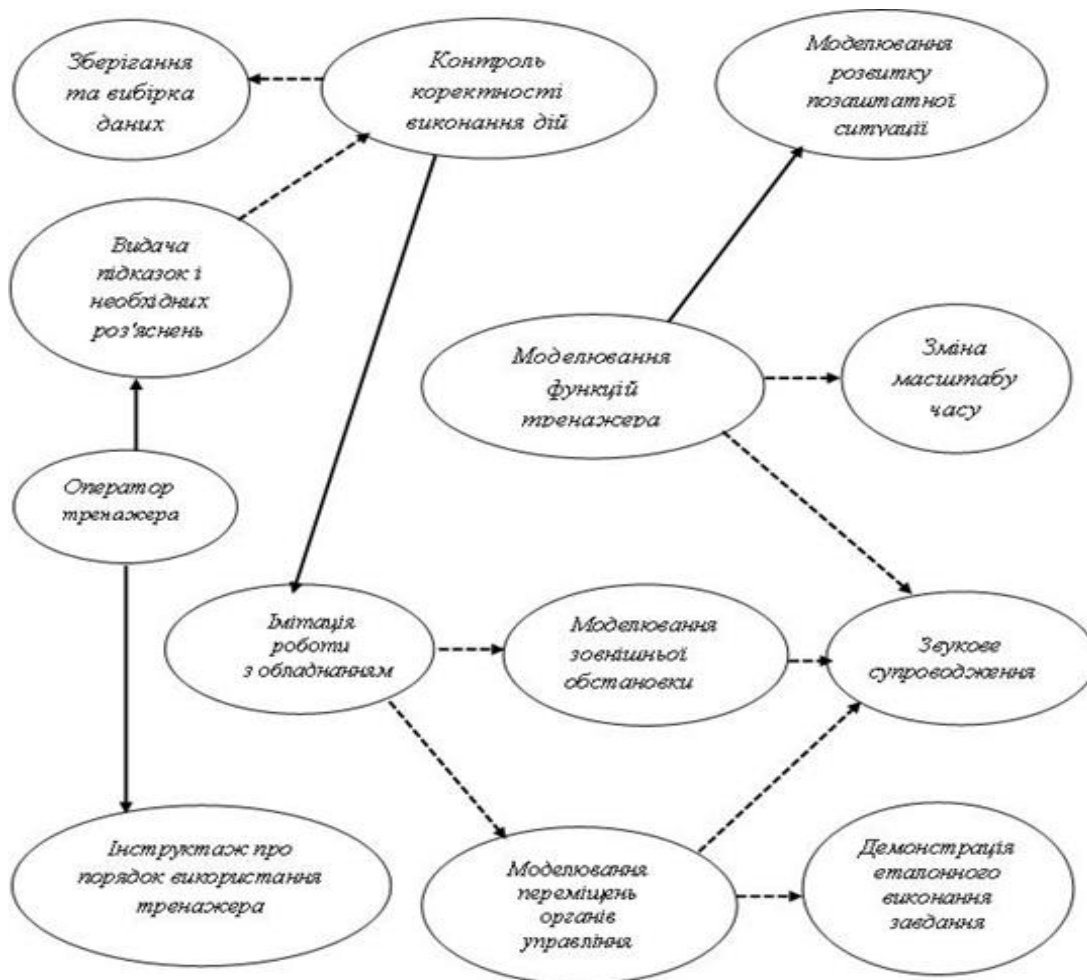 Зберігання
та вибірка
даних
Контроль
коректності
виконання дій
Моделювання
розвитку
позаштатної
ситуації
Видача
підказок і
необхідних
роз'яснень
Моделювання
функцій
тренажера
Зміна
масштабу
часу
Оператор
тренажера
Імітація
роботи
з обладнанням
Моделювання
зовнішньої
обстановки
Звукове
супроводження
Інструктаж про
порядок використання
тренажера
Моделювання
переміщень
органів
управління
Демонстрація
еталонного
виконання
завдання